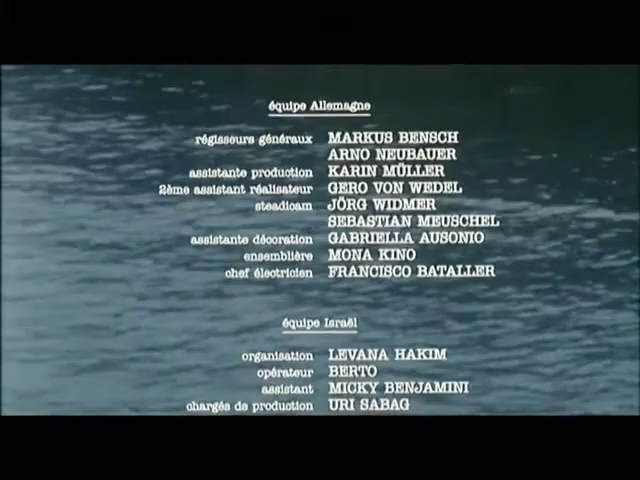 équipe Allemagne
régisseurs généraux MARKUS BENSCH
ARNO NEUBAUER
assistante production KARIN MÜLLER
2ème assistant réalisateur GERO VON WEDEL
steadicam JÖRG WIDMER
SEBASTIAN MEUSCHEL
assistante décoration GABRIELLA AUSONIO
ensemblière MONA KINO
chef électricien FRANCISCO BATALLER
équipe Israël
organisation LEVANA HAKIM
opérateur BERTO
assistant MICKY BENJAMINI
chargés de production URI SABAG